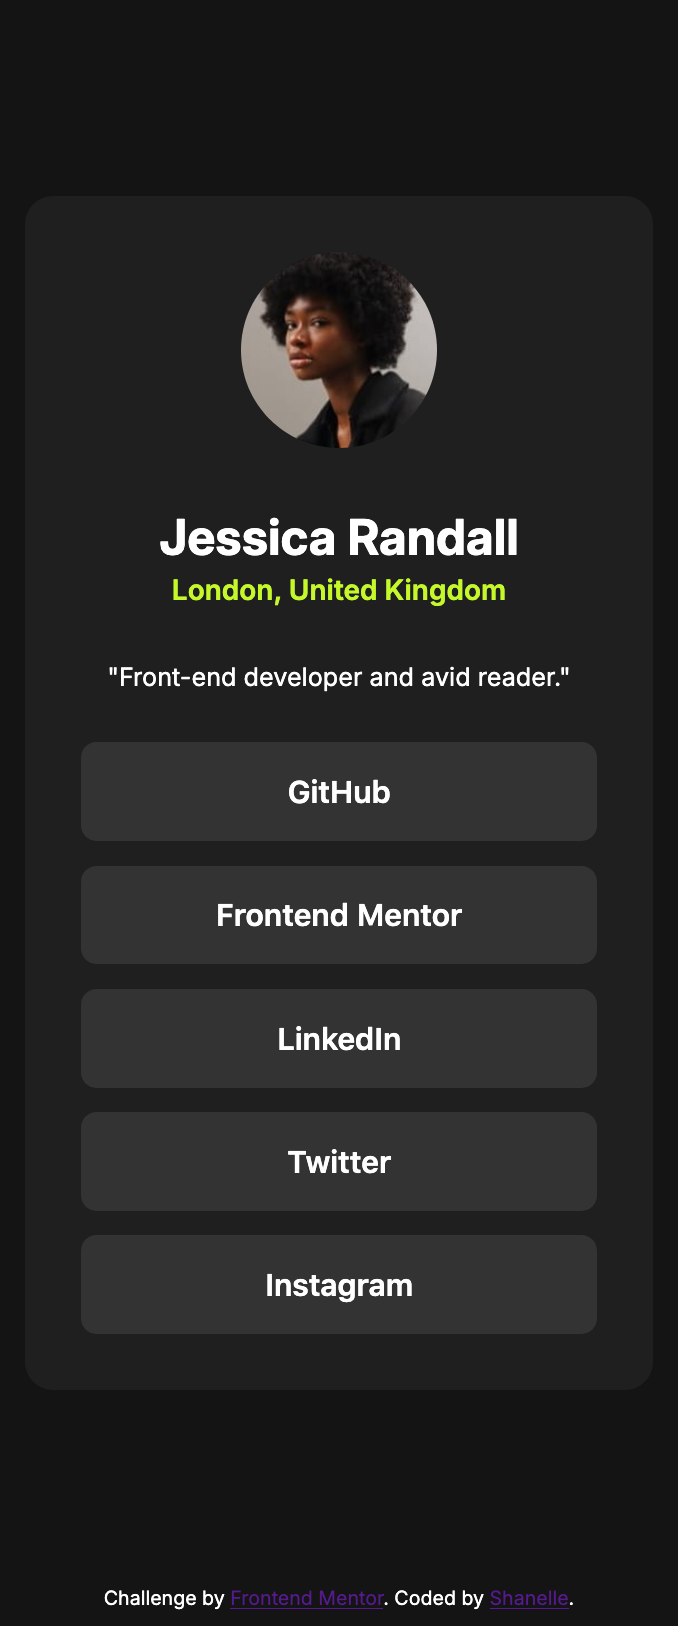 Jessica Randall
London, United Kingdom
"Front-end developer and avid reader."
GitHub
Frontend Mentor
LinkedIn
Twitter
Instagram
Challenge by Frontend Mentor. Coded by Shanelle.